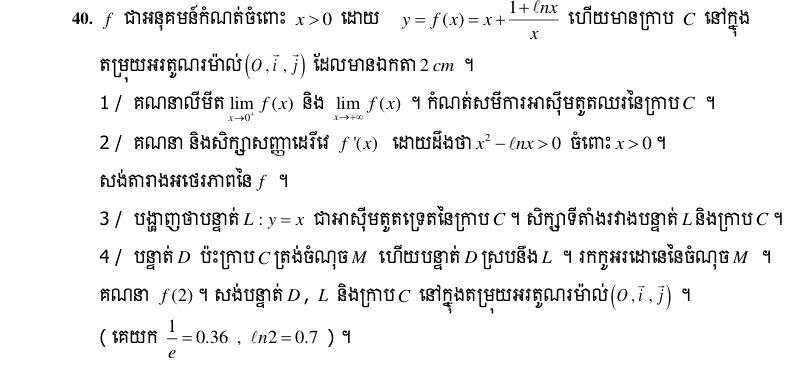 40. f ជាអនុគមន៍កំណត់ចំពោះ x > 0 ដោយ y = f(x) = x + (1 + ℓnx)/x ហើយមានក្រាប C នៅក្នុង
តម្រុយអរតូណរម៉ាល់ (O, i⃗, j⃗) ដែលមានឯកតា 2 cm ។
1 / គណនាលីមីត lim x→0⁺ f(x) និង lim x→+∞ f(x) ។ កំណត់សមីការអាស៊ីមតូតឈរនៃក្រាប C ។
2 / គណនា និងសិក្សាសញ្ញាដេរីវេ f '(x) ដោយដឹងថា x² − ℓnx > 0 ចំពោះ x > 0 ។
សង់តារាងអថេរភាពនៃ f ។
3 / បង្ហាញថាបន្ទាត់ L : y = x ជាអាស៊ីមតូតទ្រេតនៃក្រាប C ។ សិក្សាទីតាំងរវាងបន្ទាត់ L និងក្រាប C ។
4 / បន្ទាត់ D ប៉ះក្រាប C ត្រង់ចំណុច M ហើយបន្ទាត់ D ស្របនឹង L ។ រកកូអរដោនេនៃចំណុច M ។
គណនា f(2) ។ សង់បន្ទាត់ D , L និងក្រាប C នៅក្នុងតម្រុយអរតូណរម៉ាល់ (O, i⃗, j⃗) ។
( គេយក 1/e = 0.36 , ℓn2 = 0.7 ) ។